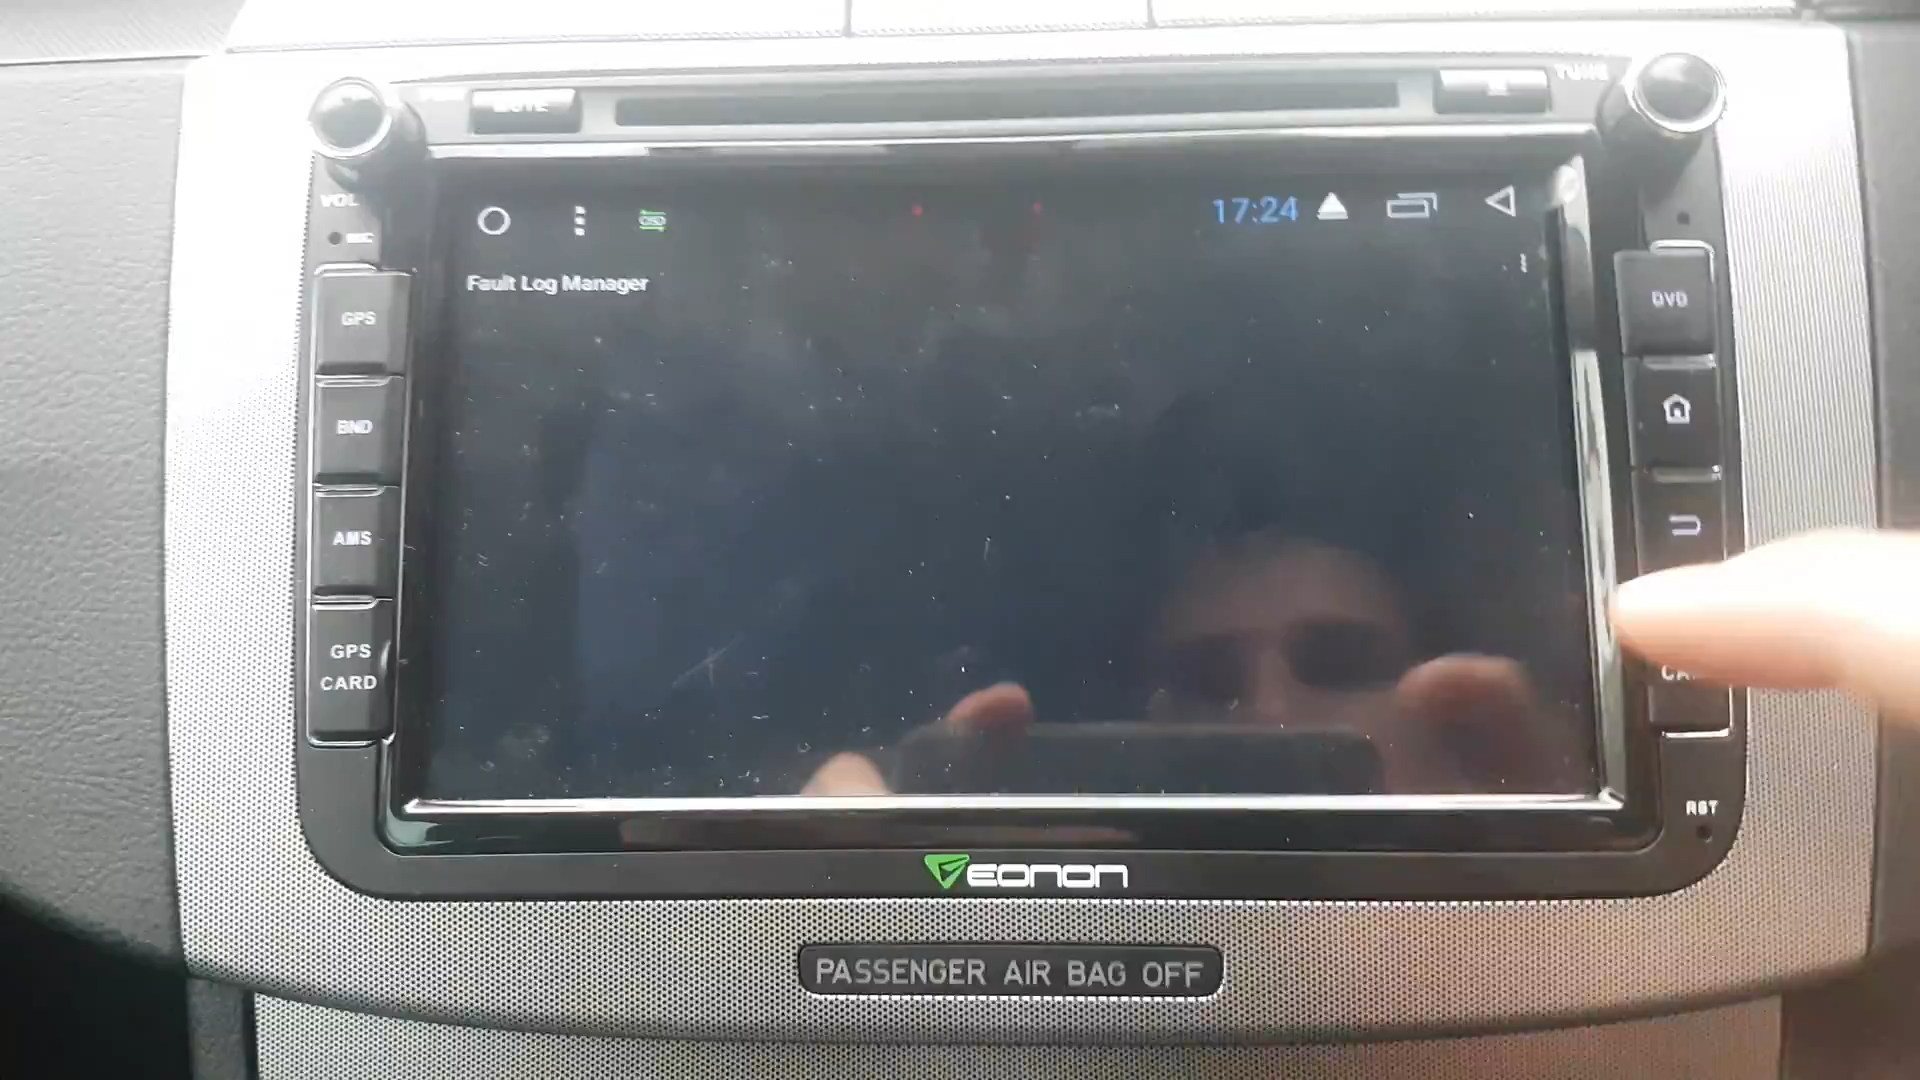 MUTE
TUNE
VOL
MIC
17:24
Fault Log Manager
GPS
BND
AMS
GPS
CARD
DVD
RST
EONON
PASSENGER AIR BAG OFF